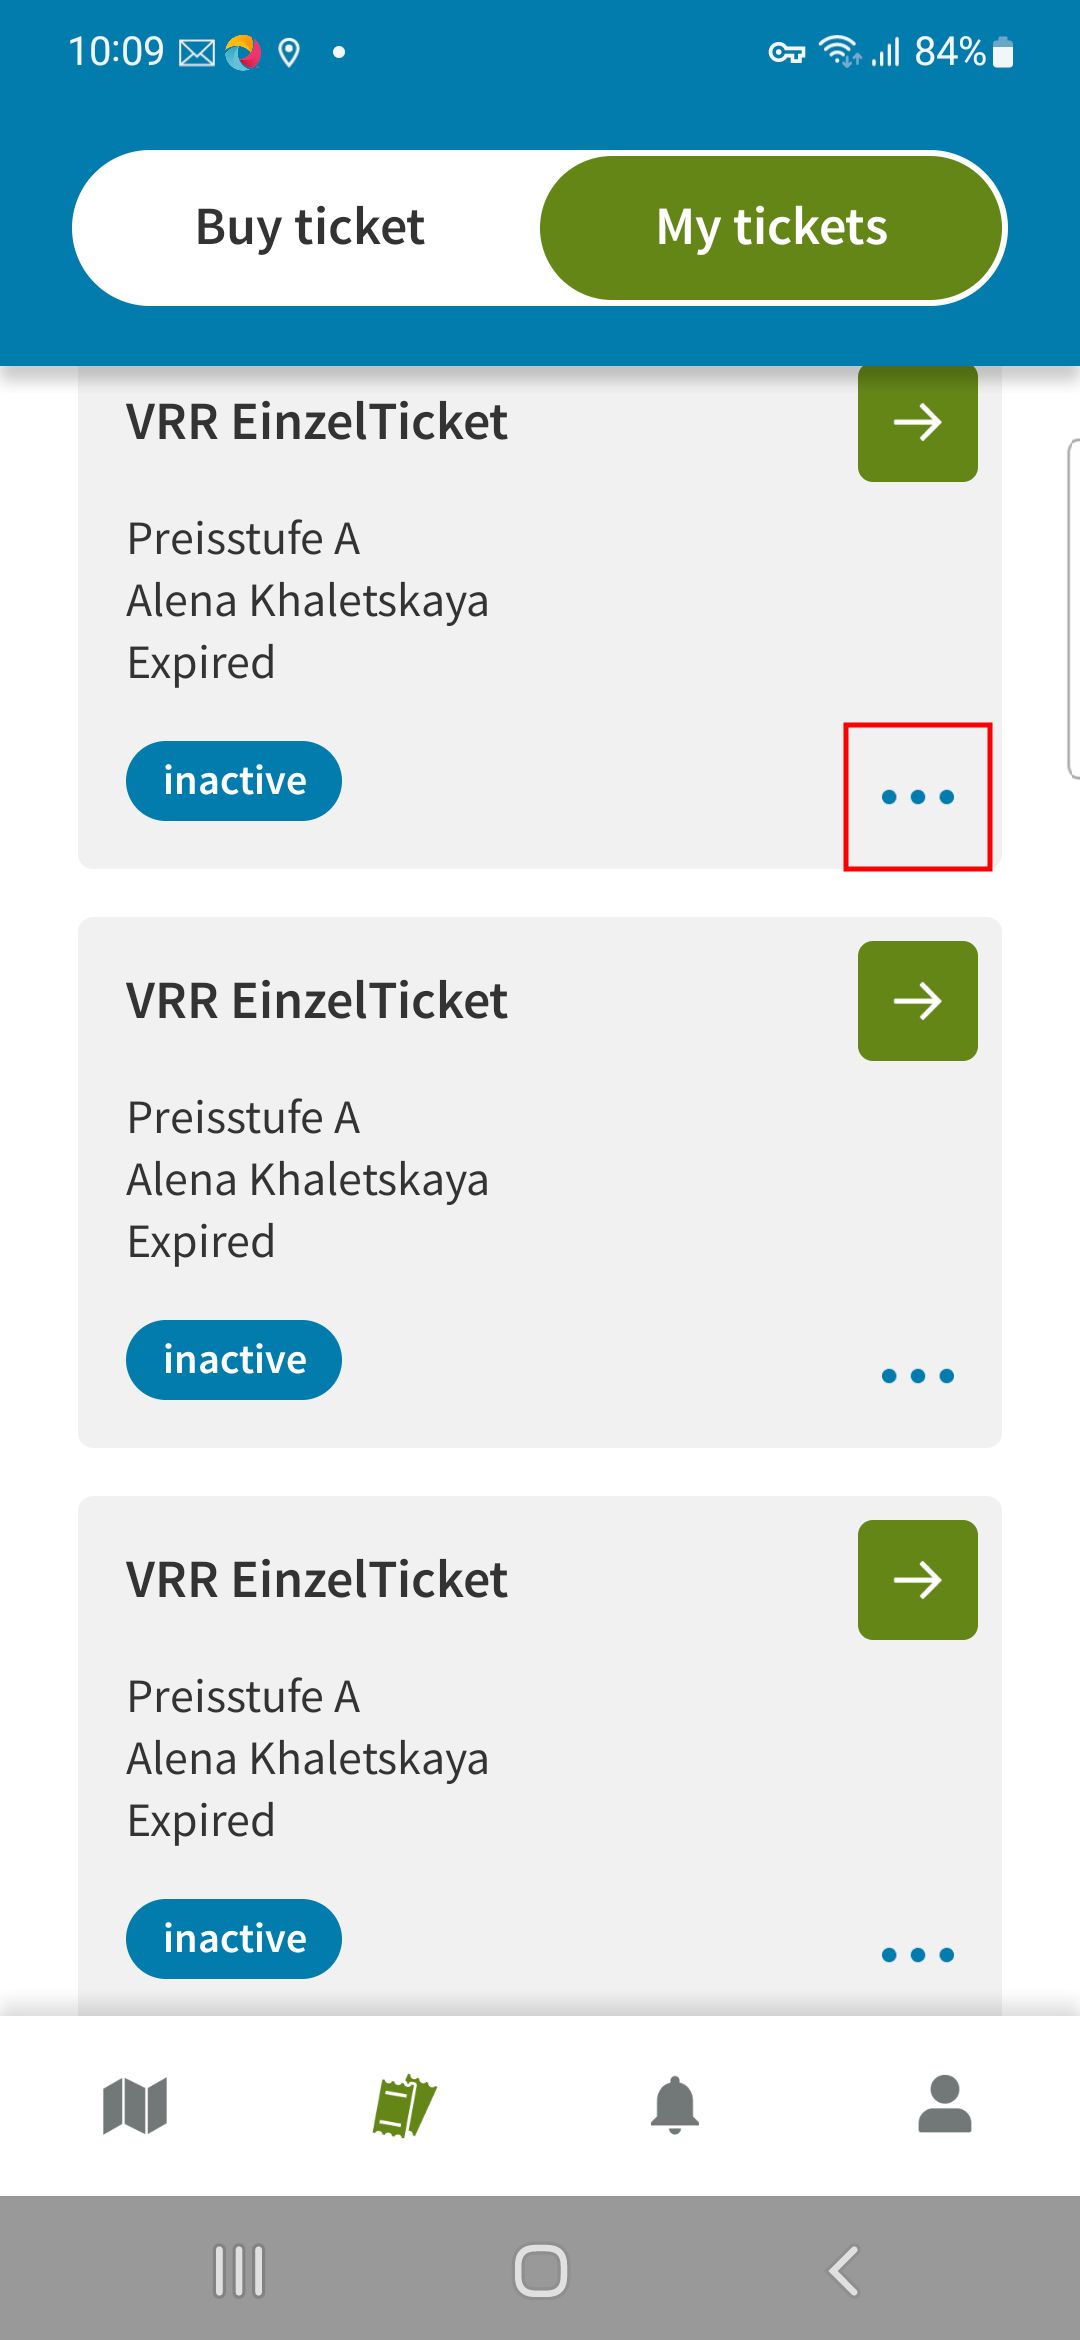 10:09
84%
Buy ticket
My tickets
VRR EinzelTicket
Preisstufe A
Alena Khaletskaya
Expired
inactive
VRR EinzelTicket
Preisstufe A
Alena Khaletskaya
Expired
inactive
VRR EinzelTicket
Preisstufe A
Alena Khaletskaya
Expired
inactive